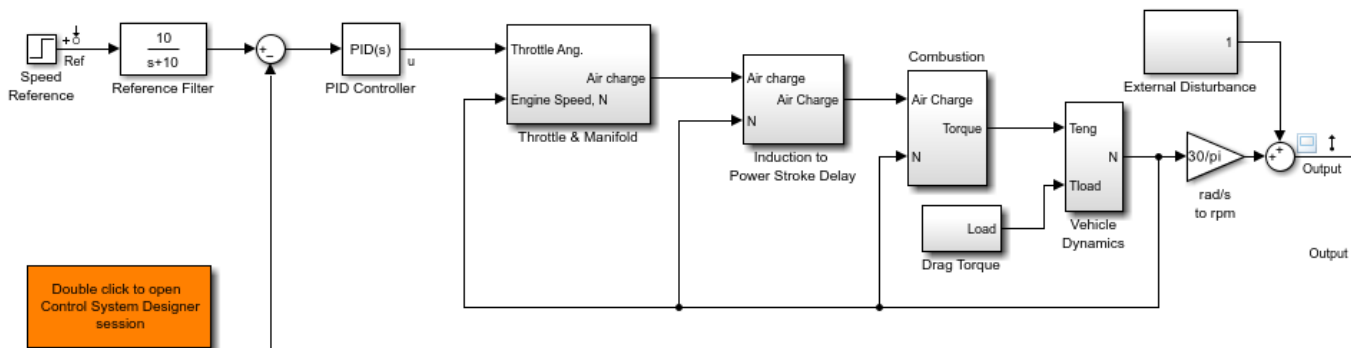 Speed
Reference
Ref
10
s+10
Reference Filter
+
−
PID(s)
u
PID Controller
Throttle Ang.
Air charge
Engine Speed, N
Throttle & Manifold
Air charge
Air Charge
N
Induction to
Power Stroke Delay
Combustion
Air Charge
Torque
N
Load
Drag Torque
Teng
N
Tload
Vehicle
Dynamics
1
External Disturbance
30/pi
rad/s
to rpm
+
+
Output
Output
Double click to open
Control System Designer
session